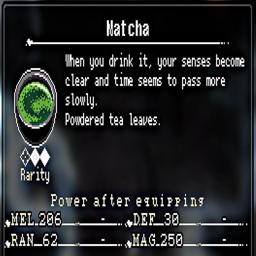 Matcha
When you drink it, your senses become
clear and time seems to pass more
slowly.
Powdered tea leaves.
Rarity
Power after equipping
MEL 206 - DEF 30 -
RAN 62 - MAG 250 -